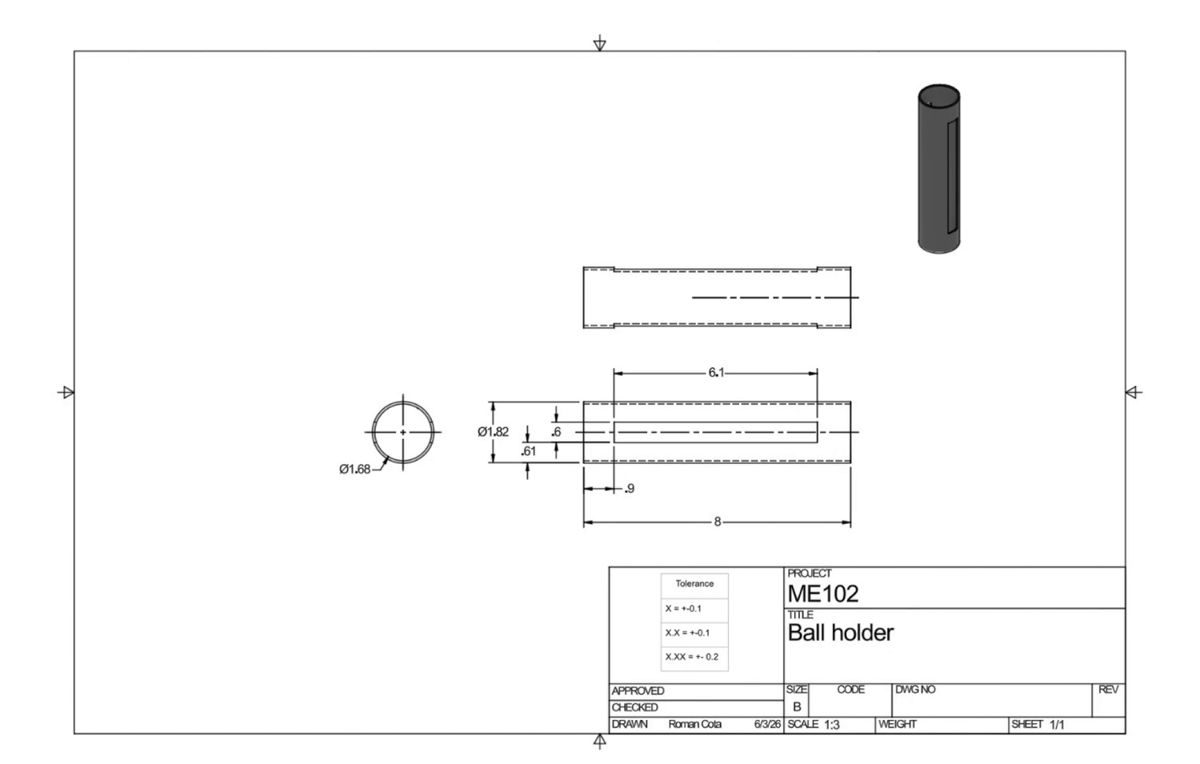 6.1
Ø1.82
.6
.61
Ø1.68
.9
8
Tolerance
X = +-0.1
X.X = +-0.1
X.XX = +- 0.2
PROJECT
ME102
TITLE
Ball holder
APPROVED
CHECKED
DRAWN Roman Cota 6/3/26
SIZE CODE DWG NO REV
B
SCALE 1:3 WEIGHT SHEET 1/1